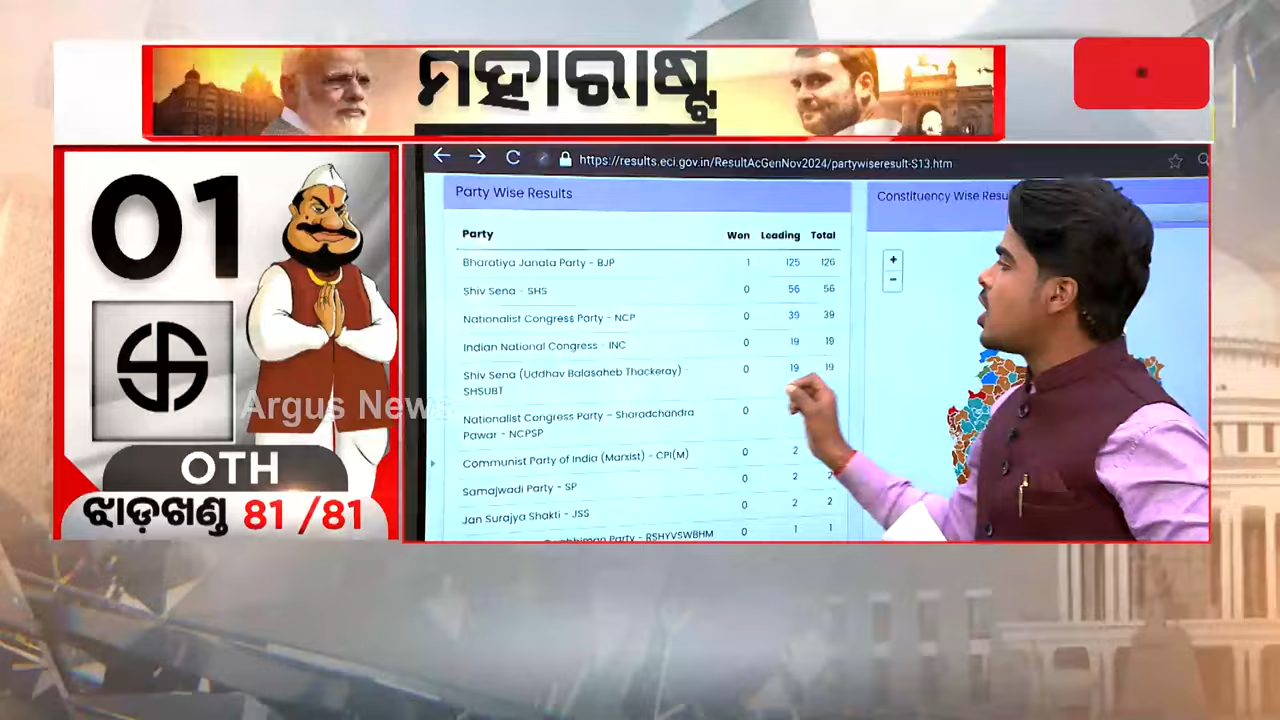 ମହାରାଷ୍ଟ୍ର
01
OTH
ଝାଡ଼ଖଣ୍ଡ 81 /81
Argus News
https://results.eci.gov.in/ResultAcGenNov2024/partywiseresult-S13.htm
Party Wise Results
Constituency Wise Resu
Party Won Leading Total
Bharatiya Janata Party - BJP 1 125 126
Shiv Sena - SHS 0 56 56
Nationalist Congress Party - NCP 0 39 39
Indian National Congress - INC 0 19 19
Shiv Sena (Uddhav Balasaheb Thackeray) - 0 19 19
SHSUBT
Nationalist Congress Party – Sharadchandra 0
Pawar - NCPSP
Communist Party of India (Marxist) - CPI(M) 0 2
Samajwadi Party - SP 0 2 2
Jan Surajya Shakti - JSS 0 2 2
Party - RSHYVSWBHM 0 1 1